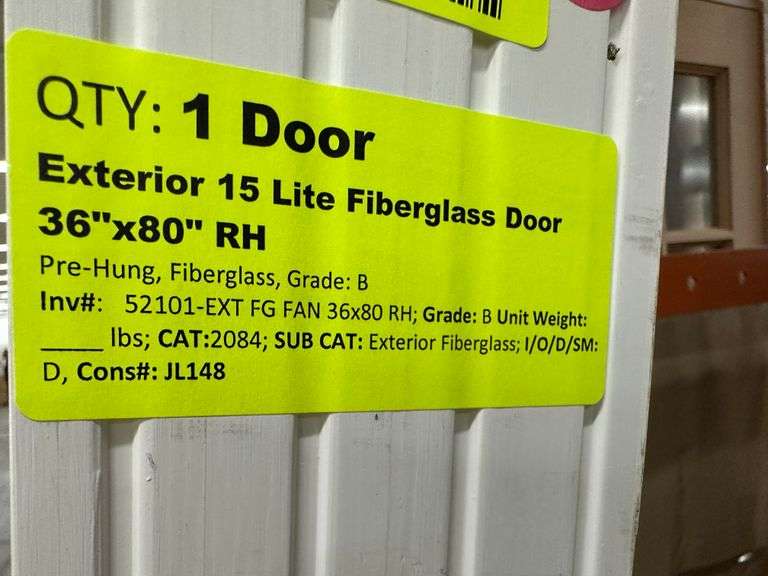 QTY: 1 Door
Exterior 15 Lite Fiberglass Door
36"x80" RH
Pre-Hung, Fiberglass, Grade: B
Inv#: 52101-EXT FG FAN 36x80 RH; Grade: B Unit Weight:
_____ lbs; CAT:2084; SUB CAT: Exterior Fiberglass; I/O/D/SM:
D, Cons#: JL148